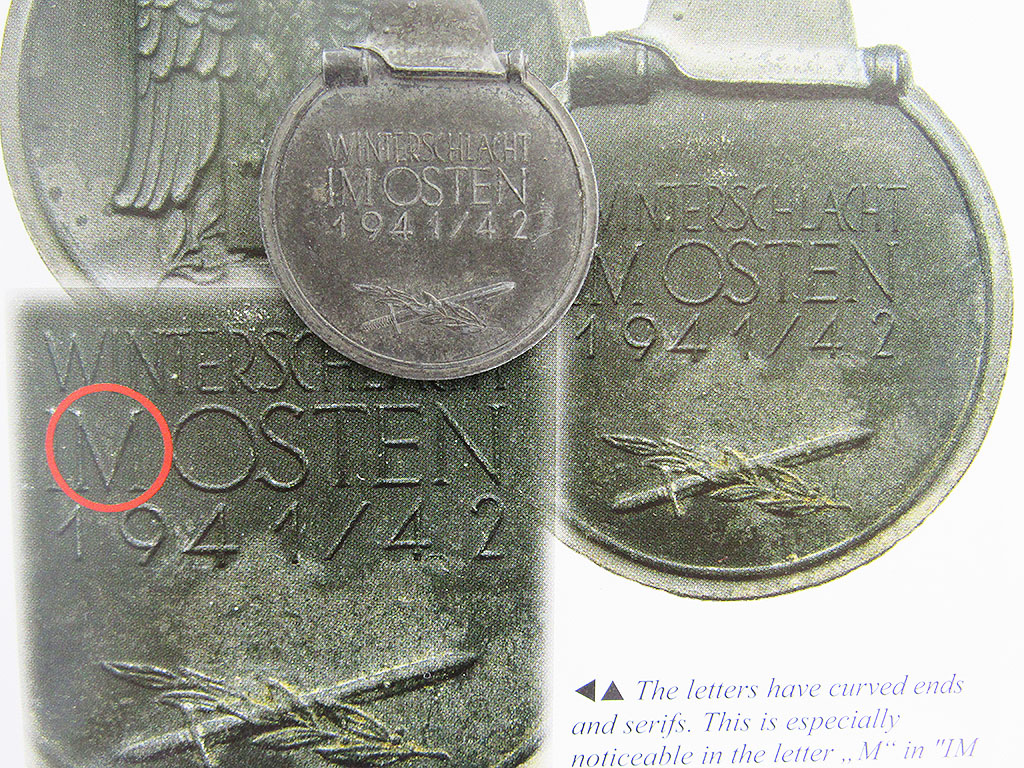 WINTERSCHLACHT
IM OSTEN
1941/42
WINTERSCHLACHT
IM OSTEN
1941/42
WINTERSCH
IM OSTEN
1941/42
◀▲ The letters have curved ends
and serifs. This is especially
noticeable in the letter „M“ in "IM